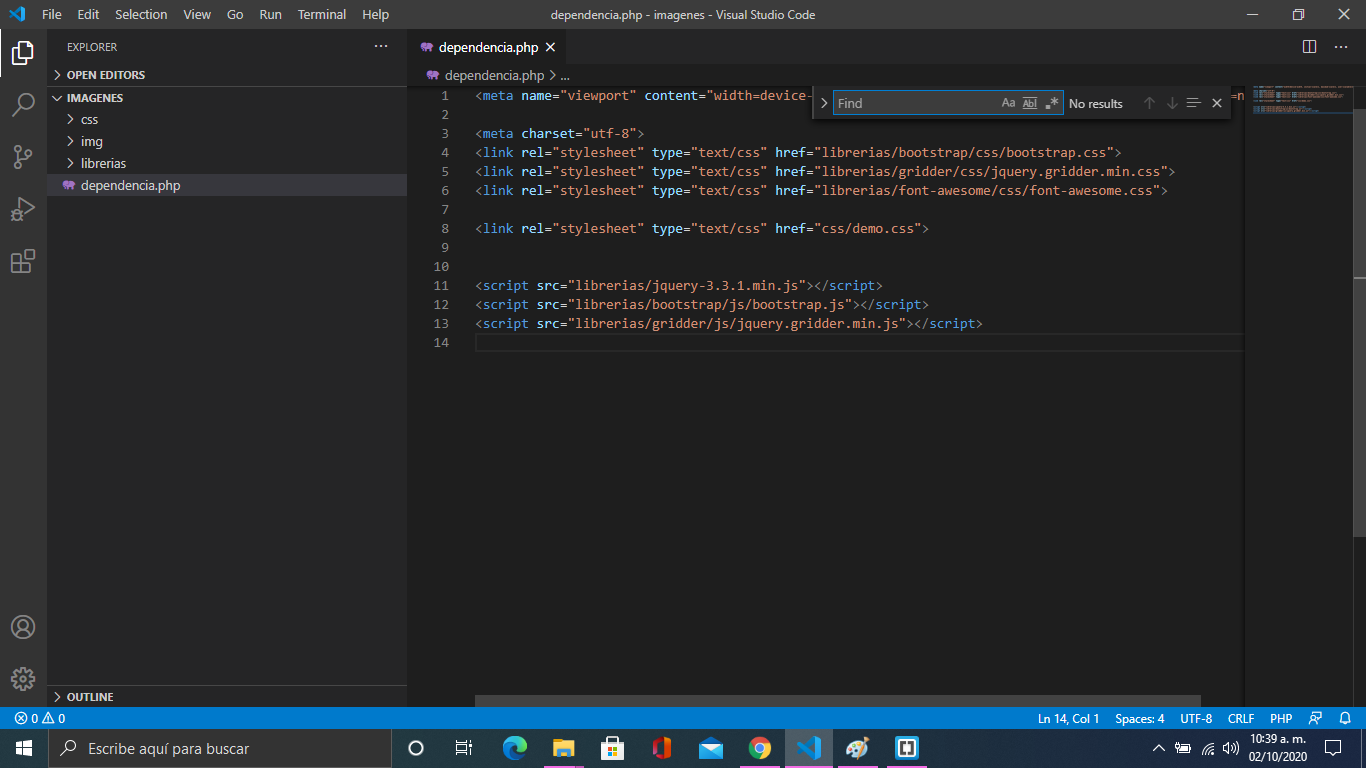 File Edit Selection View Go Run Terminal Help
dependencia.php - imagenes - Visual Studio Code
EXPLORER
OPEN EDITORS
IMAGENES
css
img
librerias
dependencia.php
OUTLINE
dependencia.php
dependencia.php > ...
Find
Aa Abl .*
No results
1 <meta name="viewport" content="width=device-
2
3 <meta charset="utf-8">
4 <link rel="stylesheet" type="text/css" href="librerias/bootstrap/css/bootstrap.css">
5 <link rel="stylesheet" type="text/css" href="librerias/gridder/css/jquery.gridder.min.css">
6 <link rel="stylesheet" type="text/css" href="librerias/font-awesome/css/font-awesome.css">
7
8 <link rel="stylesheet" type="text/css" href="css/demo.css">
9
10
11 <script src="librerias/jquery-3.3.1.min.js"></script>
12 <script src="librerias/bootstrap/js/bootstrap.js"></script>
13 <script src="librerias/gridder/js/jquery.gridder.min.js"></script>
14
0 0
Ln 14, Col 1 Spaces: 4 UTF-8 CRLF PHP
Escribe aquí para buscar
10:39 a. m.
02/10/2020